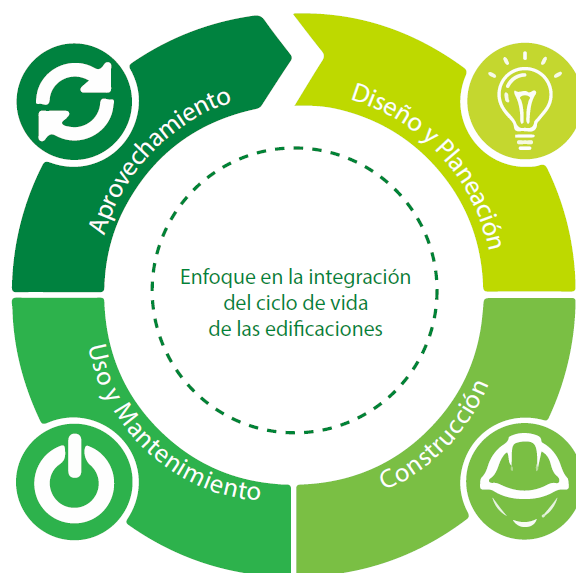 Diseño y Planeación
Construcción
Uso y Mantenimiento
Aprovechamiento
Enfoque en la integración
del ciclo de vida
de las edificaciones